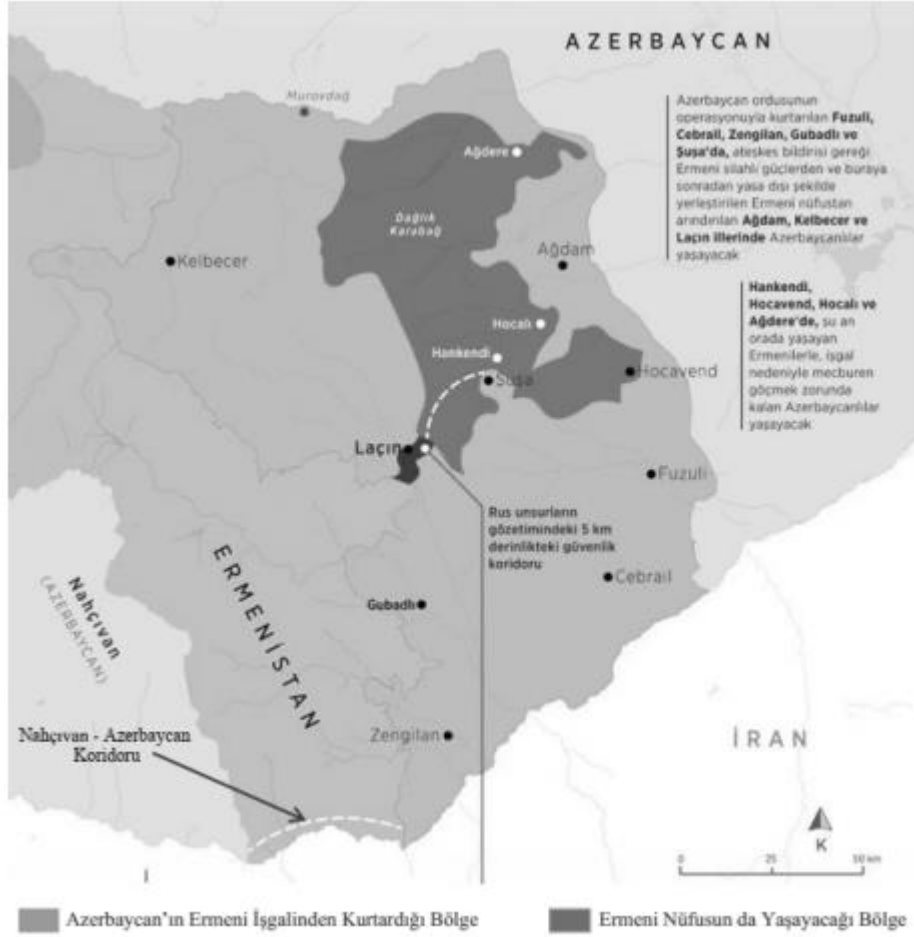 AZERBAYCAN
Murovdağ
Azerbaycan ordusunun
operasyonuyla kurtarılan Fuzuli,
Cebrail, Zengilan, Gubadlı ve
Şuşa'da, ateşkes bildirisi gereği
Ermeni silahlı güçlerden ve buraya
sonradan yasa dışı şekilde
yerleştirilen Ermeni nüfustan
arındırılan Ağdam, Kelbecer ve
Laçın illerinde Azerbaycanlılar
yaşayacak
Ağdere
Dağlık
Karabağ
Ağdam
Kelbecer
Hankendi,
Hocavend, Hocalı ve
Ağdere'de, şu an
orada yaşayan
Ermenilerle, işgal
nedeniyle mecburen
göçmek zorunda
kalan Azerbaycanlılar
yaşayacak
Hocalı
Hankendi
Şuşa
Hocavend
Laçın
Fuzuli
Rus unsurların
gözetimindeki 5 km
derinlikteki güvenlik
koridoru
ERMENİSTAN
Cebrail
Nahçıvan
(AZERBAYCAN)
Gubadlı
Nahçıvan - Azerbaycan
Koridoru
Zengilan
İRAN
K
0 25 50 km
Azerbaycan'ın Ermeni İşgalinden Kurtardığı Bölge
Ermeni Nüfusun da Yaşayacağı Bölge